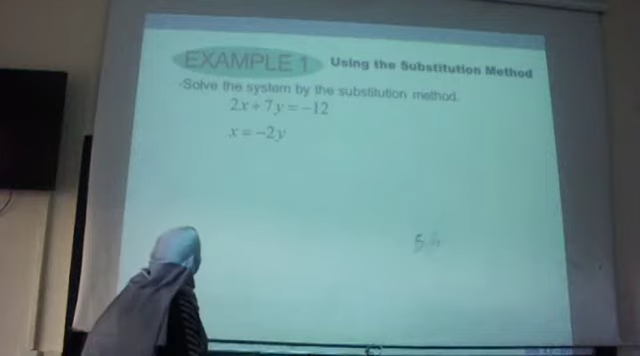 EXAMPLE 1 Using the Substitution Method
Solve the system by the substitution method.
2x + 7y = −12
x = −2y